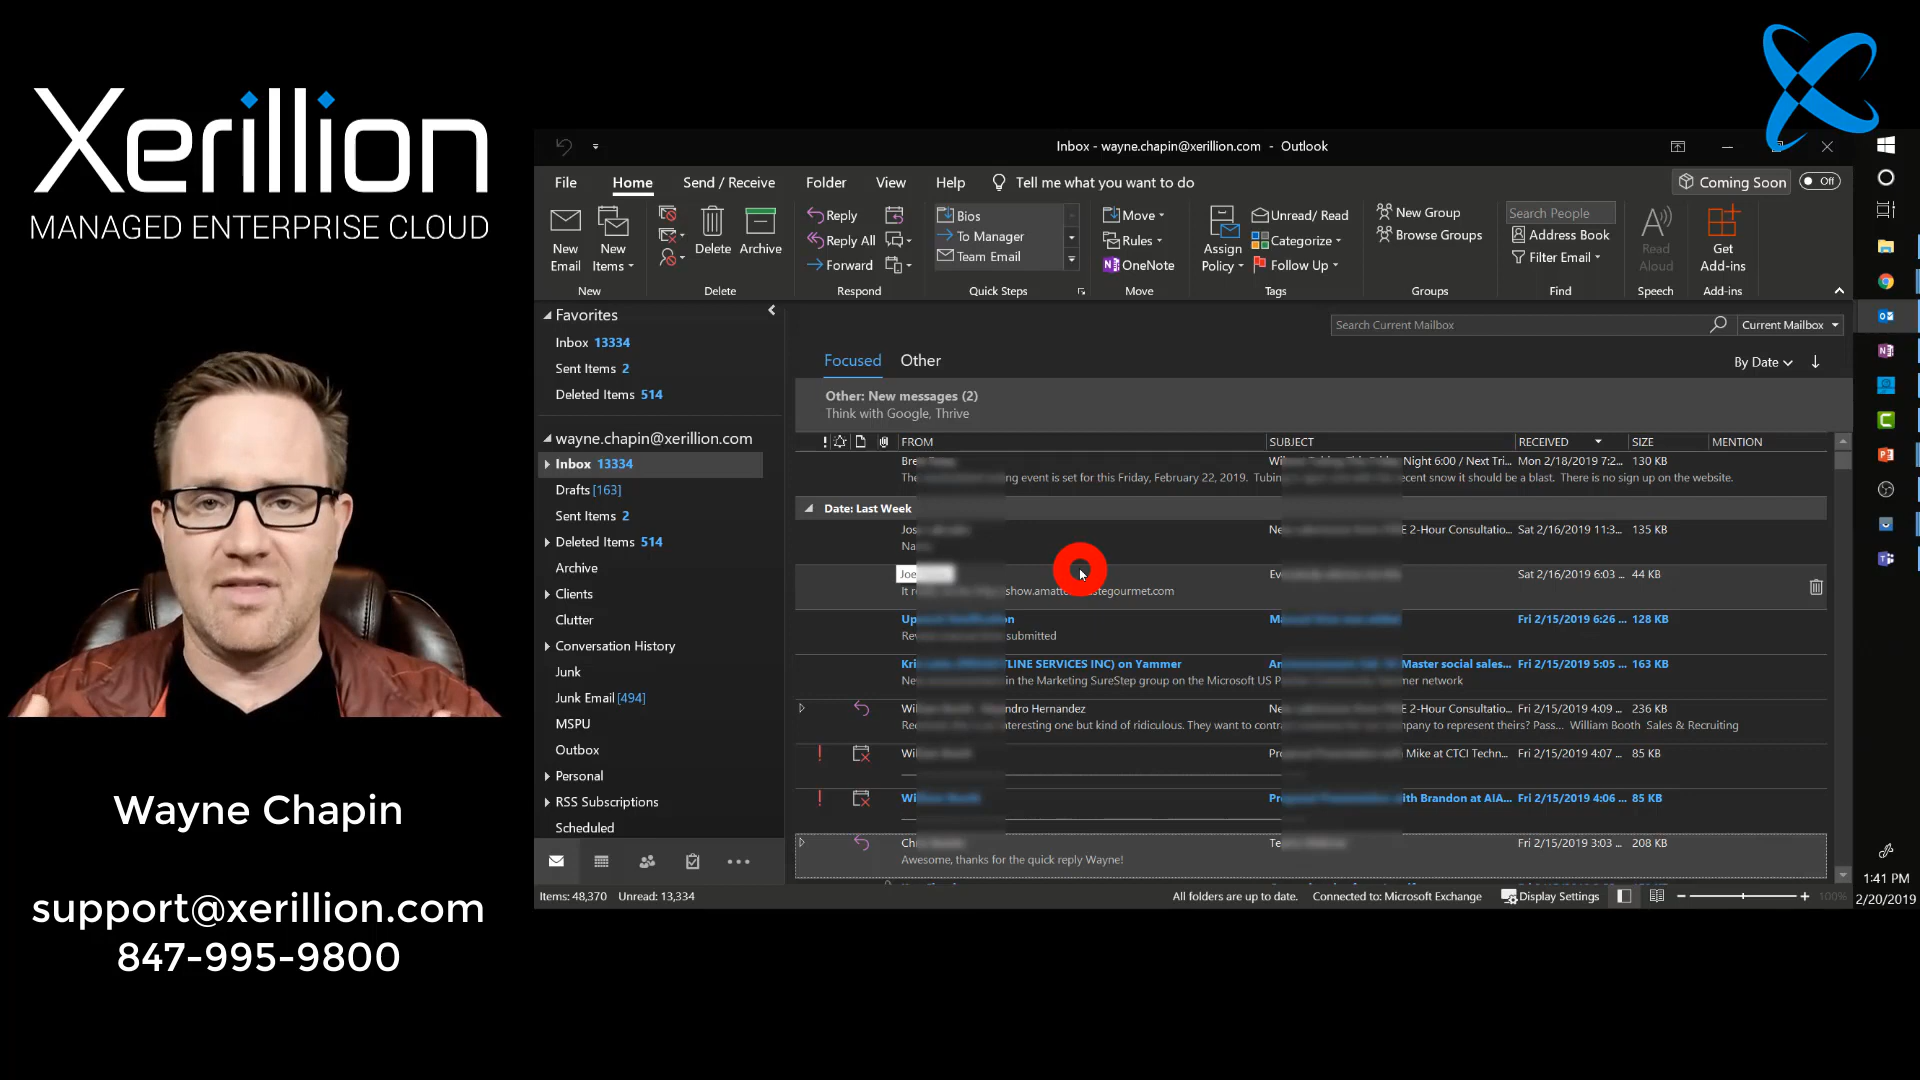 Xerillion
MANAGED ENTERPRISE CLOUD
Wayne Chapin
support@xerillion.com
847-995-9800
Inbox - wayne.chapin@xerillion.com - Outlook
File Home Send / Receive Folder View Help Tell me what you want to do
Coming Soon Off
New Email
New Items
New
Delete
Archive
Delete
Reply
Reply All
Forward
Respond
Bios
To Manager
Team Email
Quick Steps
Move
Rules
OneNote
Move
Assign Policy
Unread/ Read
Categorize
Follow Up
Tags
New Group
Browse Groups
Groups
Search People
Address Book
Filter Email
Find
Read Aloud
Speech
Get Add-ins
Add-ins
Favorites
Inbox 13334
Sent Items 2
Deleted Items 514
wayne.chapin@xerillion.com
Inbox 13334
Drafts [163]
Sent Items 2
Deleted Items 514
Archive
Clients
Clutter
Conversation History
Junk
Junk Email [494]
MSPU
Outbox
Personal
RSS Subscriptions
Scheduled
Search Current Mailbox Current Mailbox
Focused Other By Date
Other: New messages (2)
Think with Google, Thrive
FROM SUBJECT RECEIVED SIZE MENTION
Night 6:00 / Next Tri... Mon 2/18/2019 7:2... 130 KB
The event is set for this Friday, February 22, 2019. snow it should be a blast. There is no sign up on the website.
Date: Last Week
2-Hour Consultatio... Sat 2/16/2019 11:3... 135 KB
Joe Sat 2/16/2019 6:03 ... 44 KB
Fri 2/15/2019 6:26 ... 128 KB
submitted
SERVICES INC) on Yammer Master social sales... Fri 2/15/2019 5:05 ... 163 KB
in the Marketing SureStep group on the Microsoft US network
Hernandez 2-Hour Consultatio... Fri 2/15/2019 4:09 ... 236 KB
interesting one but kind of ridiculous. They want to company to represent theirs? Pass... William Booth Sales & Recruiting
Mike at CTCI Techn... Fri 2/15/2019 4:07 ... 85 KB
Brandon at AIA... Fri 2/15/2019 4:06 ... 85 KB
Fri 2/15/2019 3:03 ... 208 KB
Awesome, thanks for the quick reply Wayne!
Items: 48,370 Unread: 13,334 All folders are up to date. Connected to: Microsoft Exchange Display Settings 100%
1:41 PM
2/20/2019